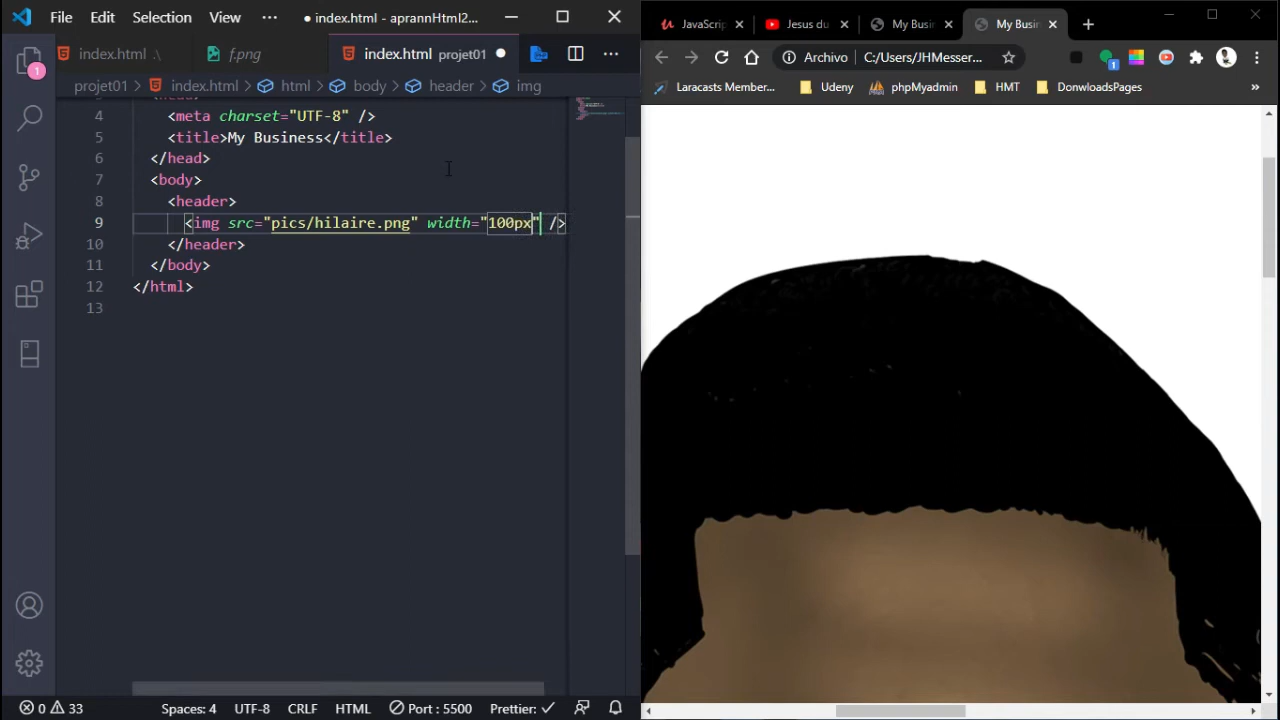 File Edit Selection View ··· ● index.html - aprannHtml2...
index.html .\ f.png index.html projet01 ● ···
projet01 › index.html › html › body › header › img
4 <meta charset="UTF-8" />
5 <title>My Business</title>
6 </head>
7 <body>
8 <header>
9 <img src="pics/hilaire.png" width="100px" />
10 </header>
11 </body>
12 </html>
13
1
0 33 Spaces: 4 UTF-8 CRLF HTML Port : 5500 Prettier: ✓
JavaScrip Jesus du My Busin My Busin
Archivo C:/Users/JHMesser... 1
Laracasts Member... Udemy phpMyadmin HMT DonwloadsPages »